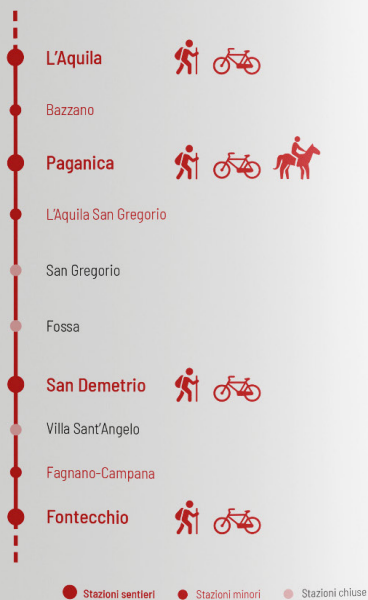 L'Aquila
Bazzano
Paganica
L'Aquila San Gregorio
San Gregorio
Fossa
San Demetrio
Villa Sant'Angelo
Fagnano-Campana
Fontecchio
Stazioni sentieri Stazioni minori Stazioni chiuse